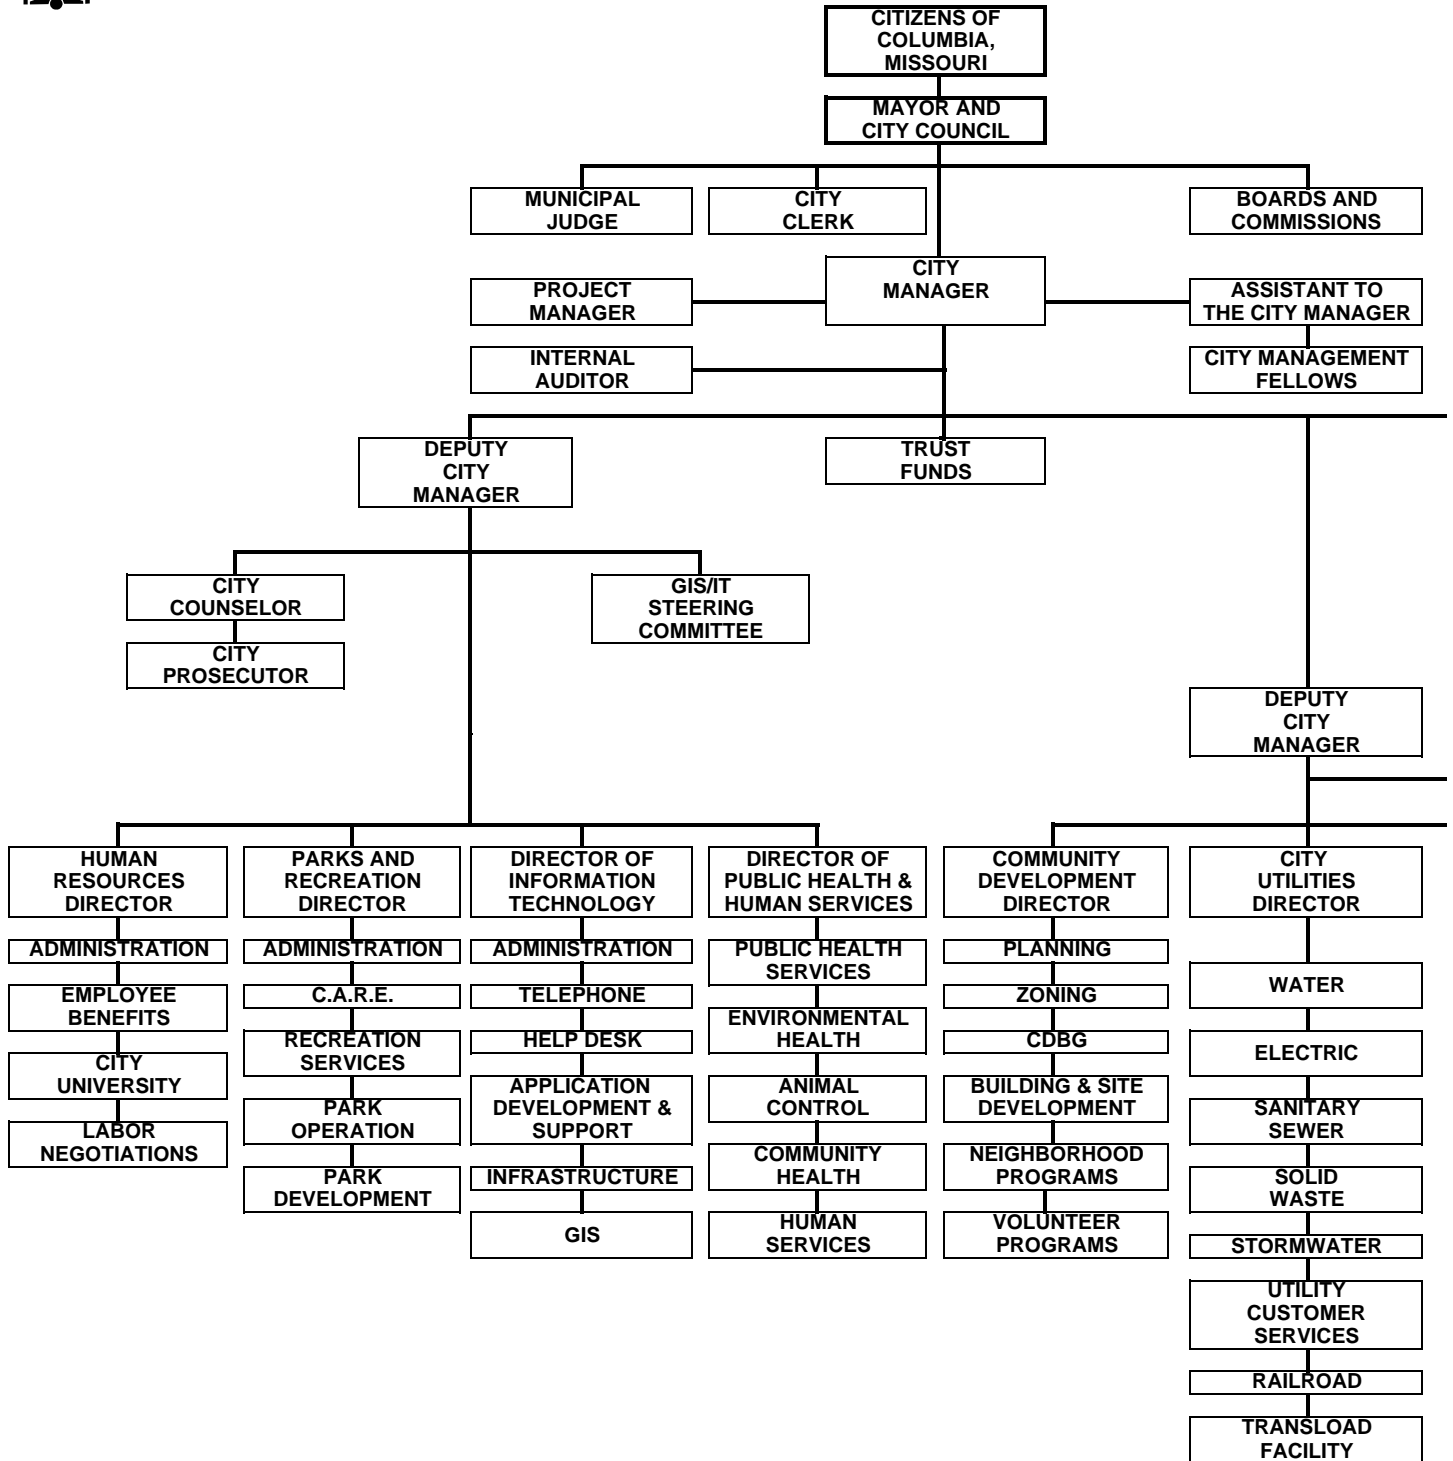 CITIZENS OF
COLUMBIA,
MISSOURI
MAYOR AND
CITY COUNCIL
MUNICIPAL
JUDGE
CITY
CLERK
BOARDS AND
COMMISSIONS
CITY
MANAGER
PROJECT
MANAGER
ASSISTANT TO
THE CITY MANAGER
INTERNAL
AUDITOR
CITY MANAGEMENT
FELLOWS
DEPUTY
CITY
MANAGER
TRUST
FUNDS
CITY
COUNSELOR
GIS/IT
STEERING
COMMITTEE
CITY
PROSECUTOR
DEPUTY
CITY
MANAGER
HUMAN
RESOURCES
DIRECTOR
ADMINISTRATION
EMPLOYEE
BENEFITS
CITY
UNIVERSITY
LABOR
NEGOTIATIONS
PARKS AND
RECREATION
DIRECTOR
ADMINISTRATION
C.A.R.E.
RECREATION
SERVICES
PARK
OPERATION
PARK
DEVELOPMENT
DIRECTOR OF
INFORMATION
TECHNOLOGY
ADMINISTRATION
TELEPHONE
HELP DESK
APPLICATION
DEVELOPMENT &
SUPPORT
INFRASTRUCTURE
GIS
DIRECTOR OF
PUBLIC HEALTH &
HUMAN SERVICES
PUBLIC HEALTH
SERVICES
ENVIRONMENTAL
HEALTH
ANIMAL
CONTROL
COMMUNITY
HEALTH
HUMAN
SERVICES
COMMUNITY
DEVELOPMENT
DIRECTOR
PLANNING
ZONING
CDBG
BUILDING & SITE
DEVELOPMENT
NEIGHBORHOOD
PROGRAMS
VOLUNTEER
PROGRAMS
CITY
UTILITIES
DIRECTOR
WATER
ELECTRIC
SANITARY
SEWER
SOLID
WASTE
STORMWATER
UTILITY
CUSTOMER
SERVICES
RAILROAD
TRANSLOAD
FACILITY